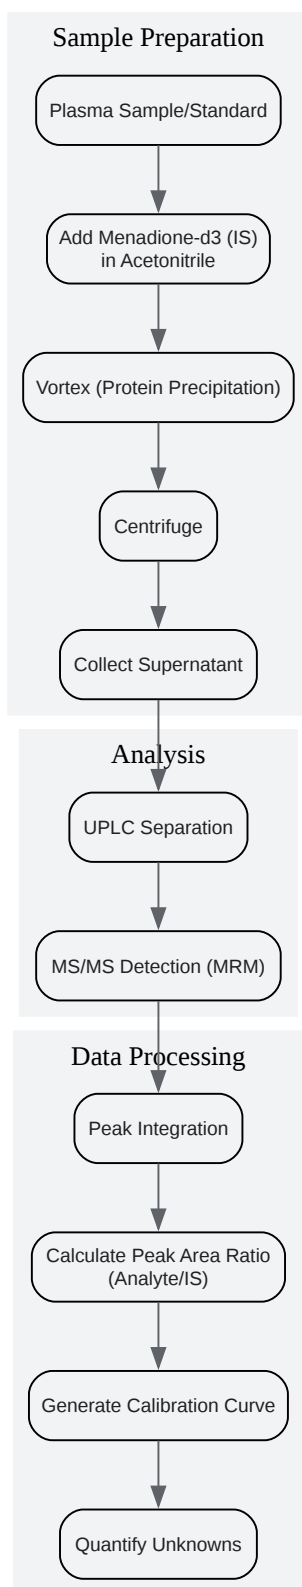 Sample Preparation
Plasma Sample/Standard
Add Menadione-d3 (IS)
in Acetonitrile
Vortex (Protein Precipitation)
Centrifuge
Collect Supernatant
Analysis
UPLC Separation
MS/MS Detection (MRM)
Data Processing
Peak Integration
Calculate Peak Area Ratio
(Analyte/IS)
Generate Calibration Curve
Quantify Unknowns